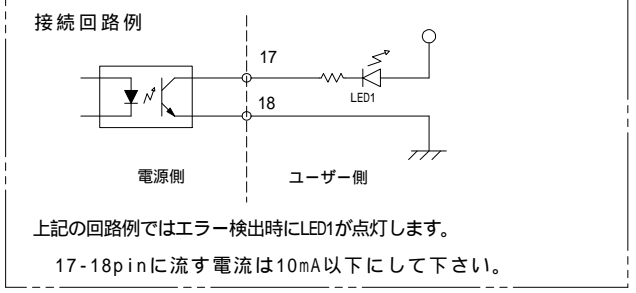 接続回路例
17
LED1
18
電源側
ユーザー側
上記の回路例ではエラー検出時にLED1が点灯します。
17-18pinに流す電流は10mA以下にして下さい。